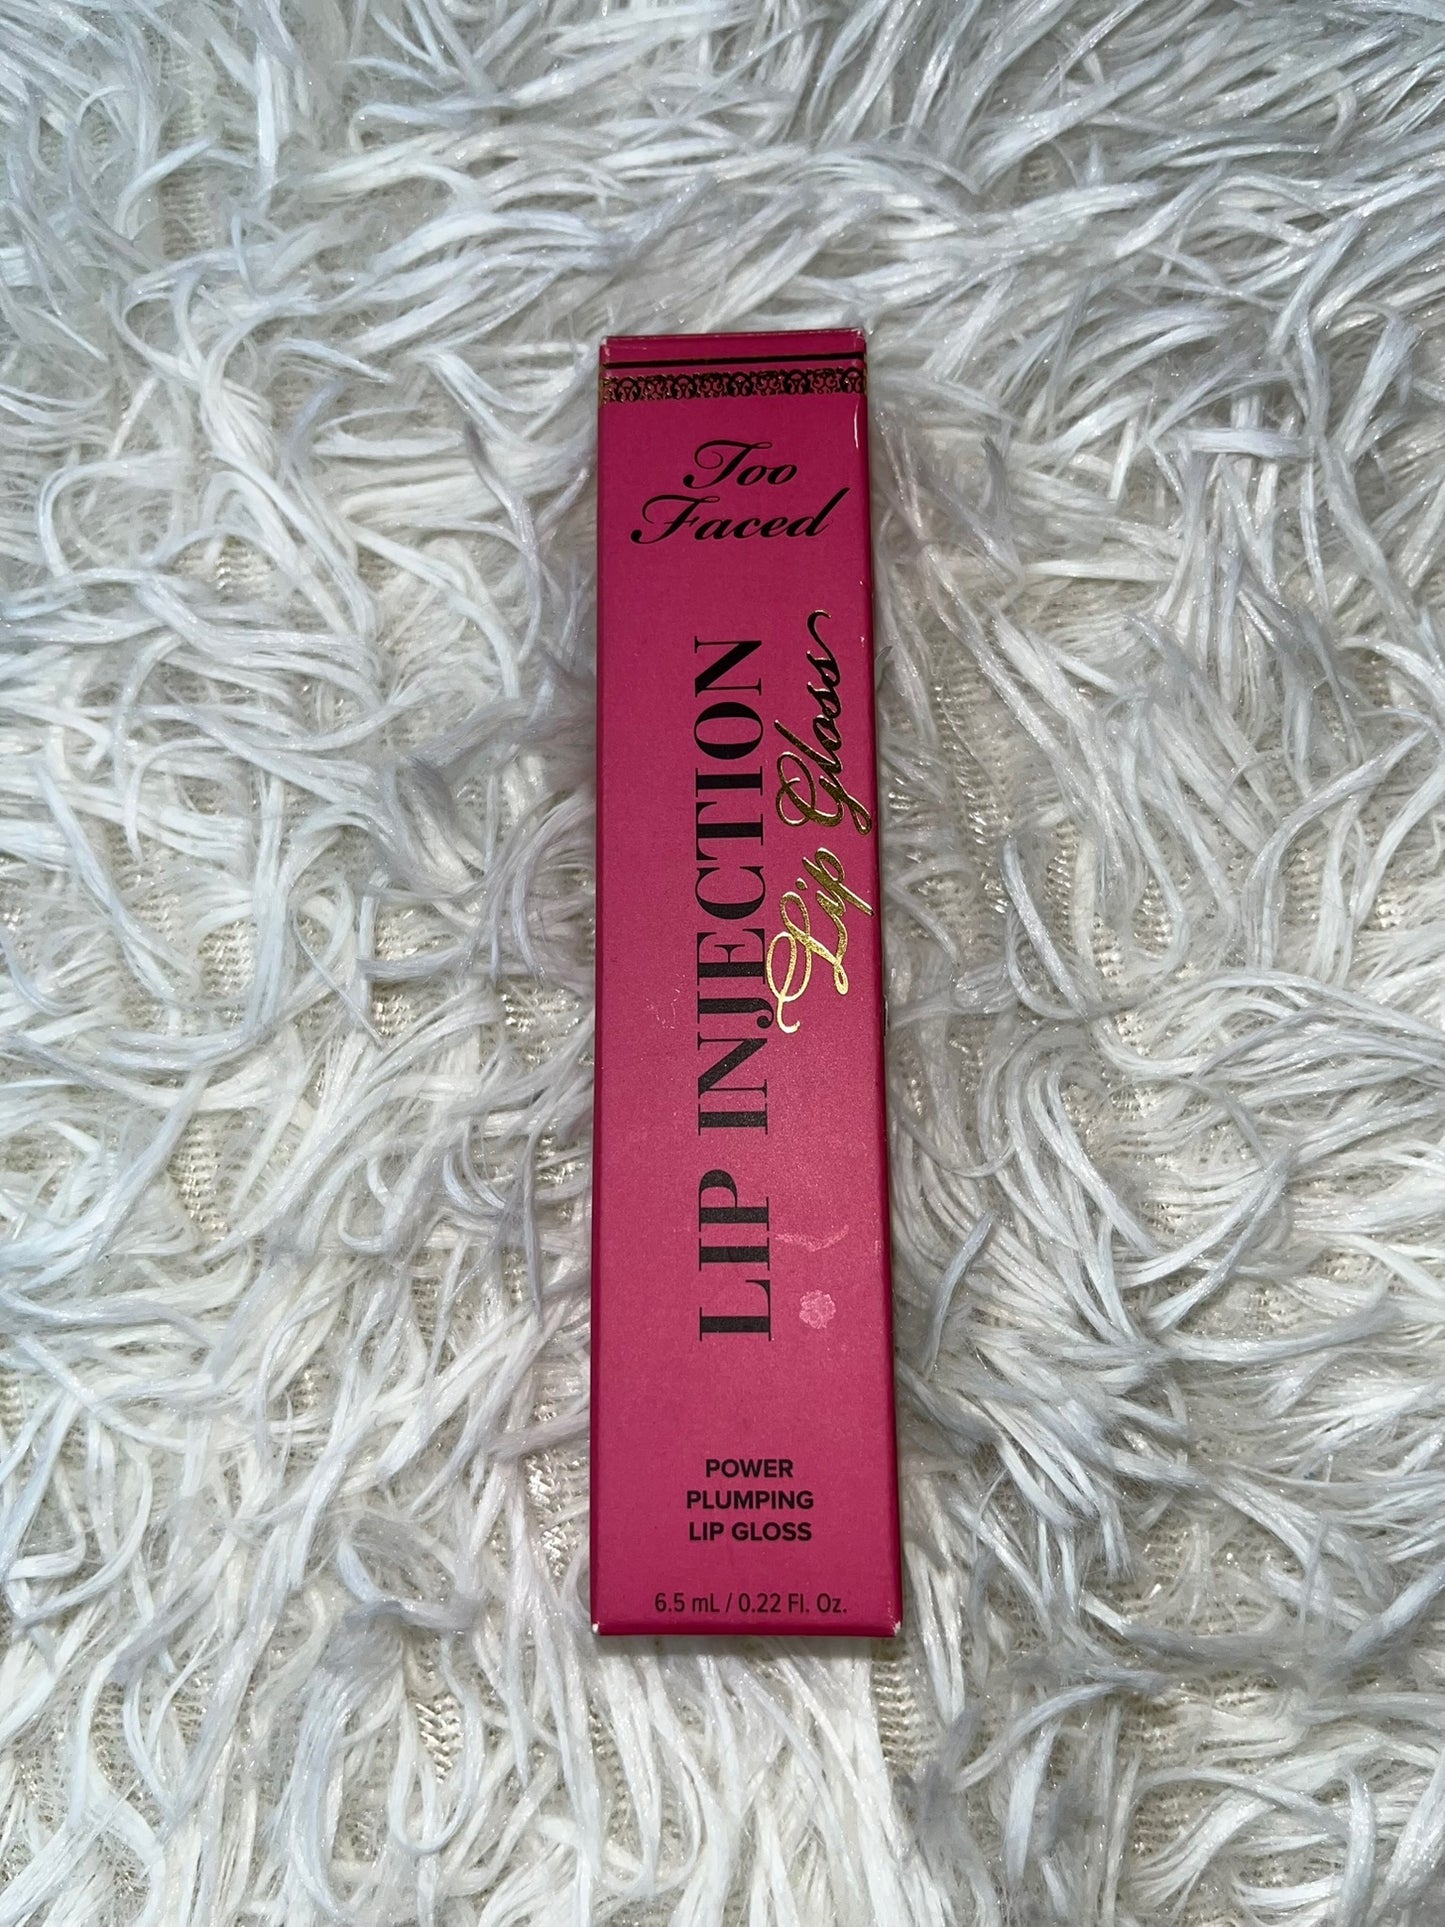 Too
Faced
LIP INJECTION
Lip Gloss
POWER
PLUMPING
LIP GLOSS
6.5 mL / 0.22 Fl. Oz.